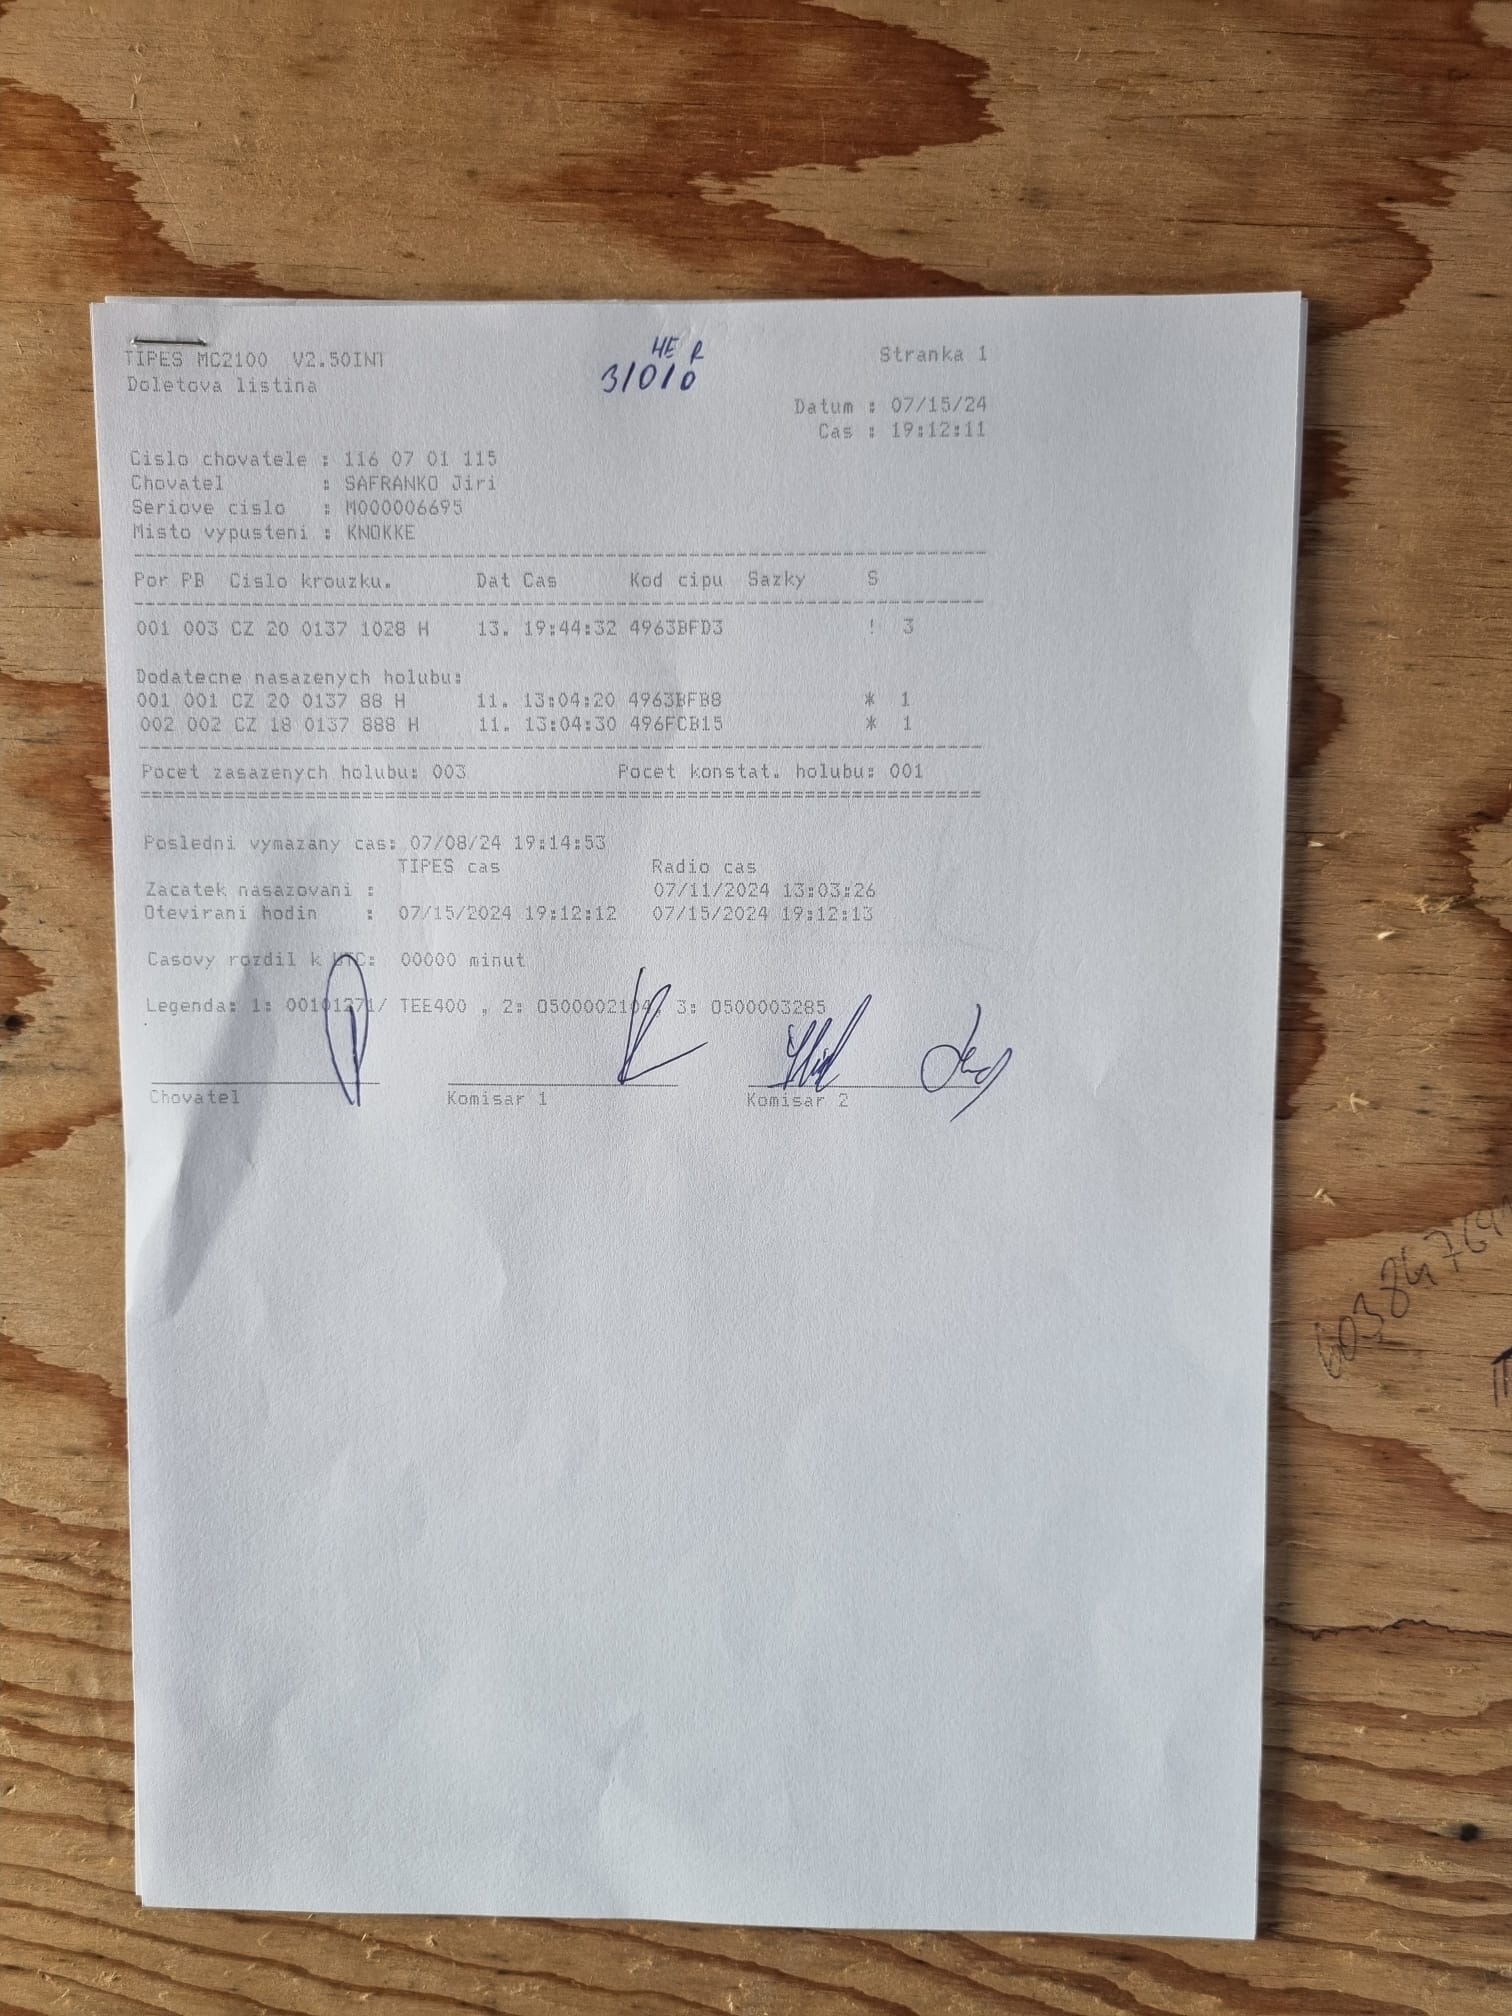 TIPES MC2100 V2.50INT
HE R
Stranka 1
Doletova listina
3/0/0
Datum : 07/15/24
Cas : 19:12:11
Cislo chovatele : 116 07 01 115
Chovatel : SAFRANKO Jiri
Seriove cislo : M000006695
Misto vypusteni : KNOKKE
Por PB Cislo krouzku. Dat Cas Kod cipu Sazky S
001 003 CZ 20 0137 1028 H 13. 19:44:32 4963BFD3 ! 3
Dodatecne nasazenych holubu:
001 001 CZ 20 0137 88 H 11. 13:04:20 4963BFB8 * 1
002 002 CZ 18 0137 888 H 11. 13:04:30 496FCB15 * 1
Pocet zasazenych holubu: 003 Pocet konstat. holubu: 001
Posledni vymazany cas: 07/08/24 19:14:53
TIPES cas Radio cas
Zacatek nasazovani : 07/11/2024 13:03:26
Otevirani hodin : 07/15/2024 19:12:12 07/15/2024 19:12:13
Casovy rozdil k UTC: 00000 minut
Legenda: 1: 00101271/ TEE400 , 2: 0500002104, 3: 0500003285
Chovatel Komisar 1 Komisar 2